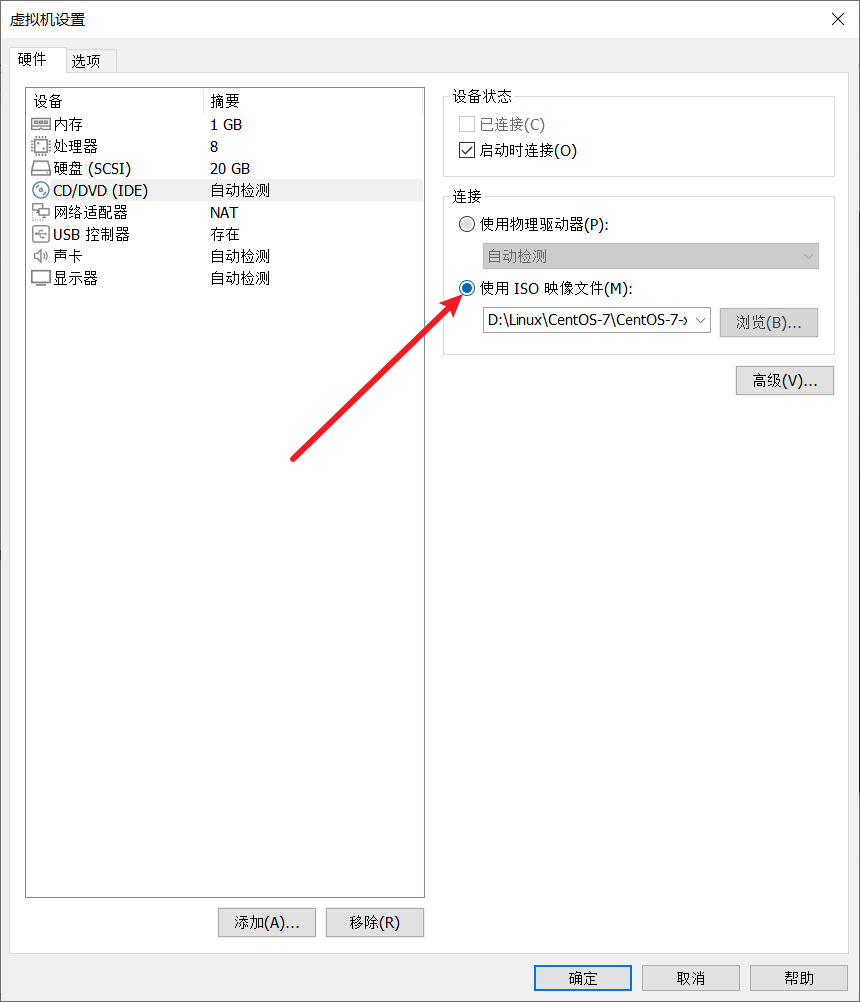 虚拟机设置
硬件 选项
设备 摘要
内存 1 GB
处理器 8
硬盘 (SCSI) 20 GB
CD/DVD (IDE) 自动检测
网络适配器 NAT
USB 控制器 存在
声卡 自动检测
显示器 自动检测
添加(A)... 移除(R)
设备状态
已连接(C)
启动时连接(O)
连接
使用物理驱动器(P):
自动检测
使用 ISO 映像文件(M):
D:\Linux\CentOS-7\CentOS-7-x 浏览(B)...
高级(V)...
确定 取消 帮助